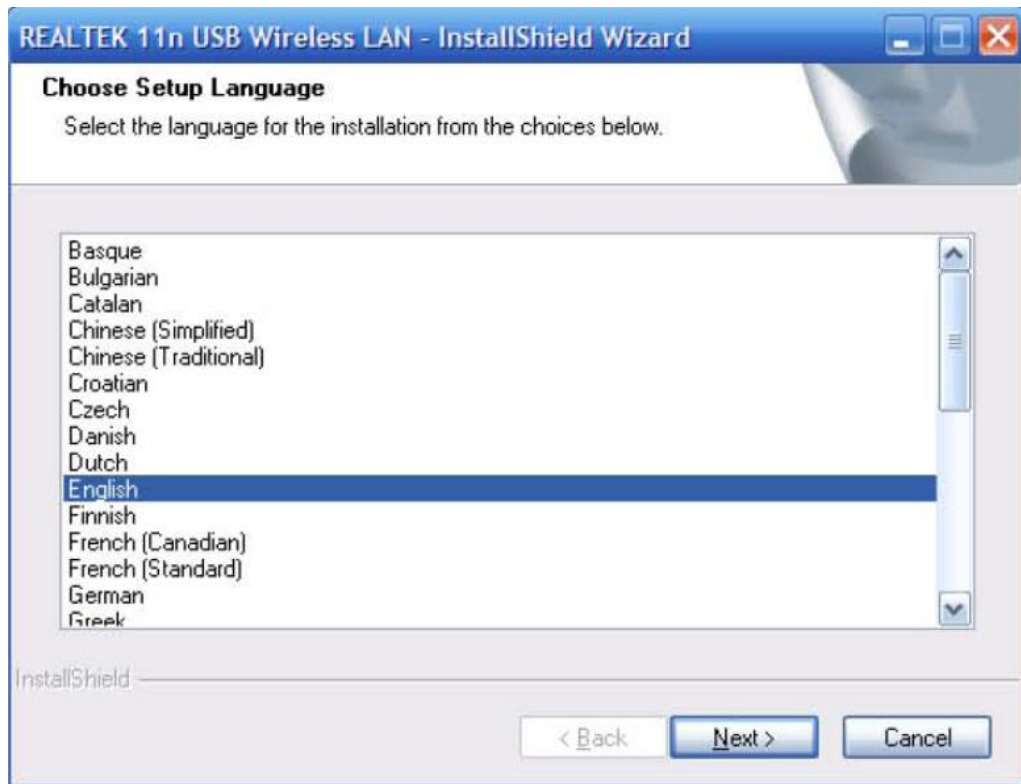 REALTEK 11n USB Wireless LAN - InstallShield Wizard
Choose Setup Language
Select the language for the installation from the choices below.
Basque
Bulgarian
Catalan
Chinese (Simplified)
Chinese (Traditional)
Croatian
Czech
Danish
Dutch
English
Finnish
French (Canadian)
French (Standard)
German
Greek
InstallShield
< Back
Next >
Cancel